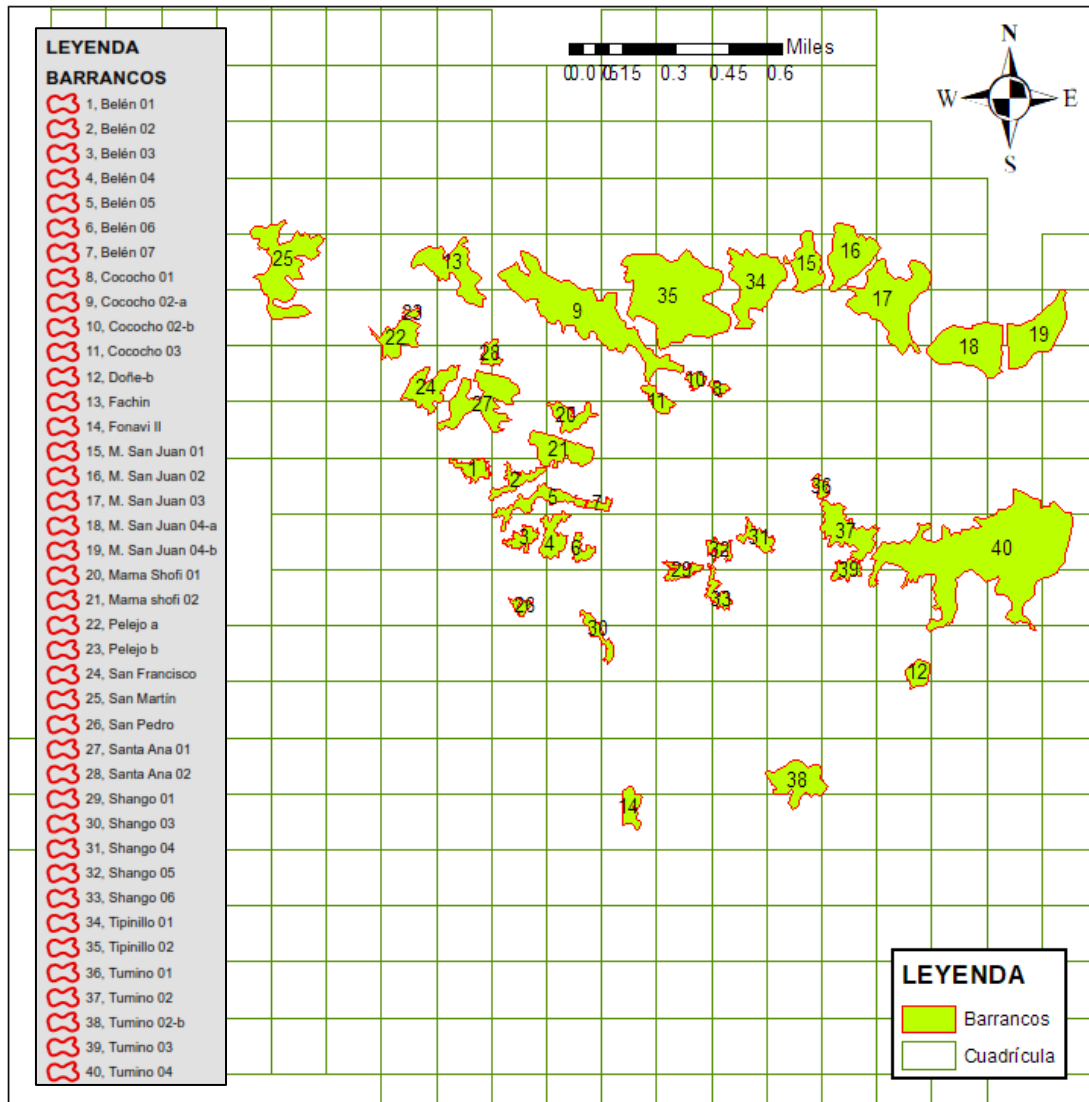 LEYENDA
BARRANCOS
1, Belén 01
2, Belén 02
3, Belén 03
4, Belén 04
5, Belén 05
6, Belén 06
7, Belén 07
8, Cococho 01
9, Cococho 02-a
10, Cococho 02-b
11, Cococho 03
12, Doñe-b
13, Fachin
14, Fonavi II
15, M. San Juan 01
16, M. San Juan 02
17, M. San Juan 03
18, M. San Juan 04-a
19, M. San Juan 04-b
20, Mama Shofi 01
21, Mama shofi 02
22, Pelejo a
23, Pelejo b
24, San Francisco
25, San Martín
26, San Pedro
27, Santa Ana 01
28, Santa Ana 02
29, Shango 01
30, Shango 03
31, Shango 04
32, Shango 05
33, Shango 06
34, Tipinillo 01
35, Tipinillo 02
36, Tumino 01
37, Tumino 02
38, Tumino 02-b
39, Tumino 03
40, Tumino 04
Miles
0.3 0.45 0.6
N
W E
S
16
25
13
15
34
35
17
9
23
22
19
18
28
10
8
24
11
27
20
21
1
2
36
5
7
37
3
31
4
6
32
40
29
39
33
26
30
12
38
14
LEYENDA
Barrancos
Cuadrícula